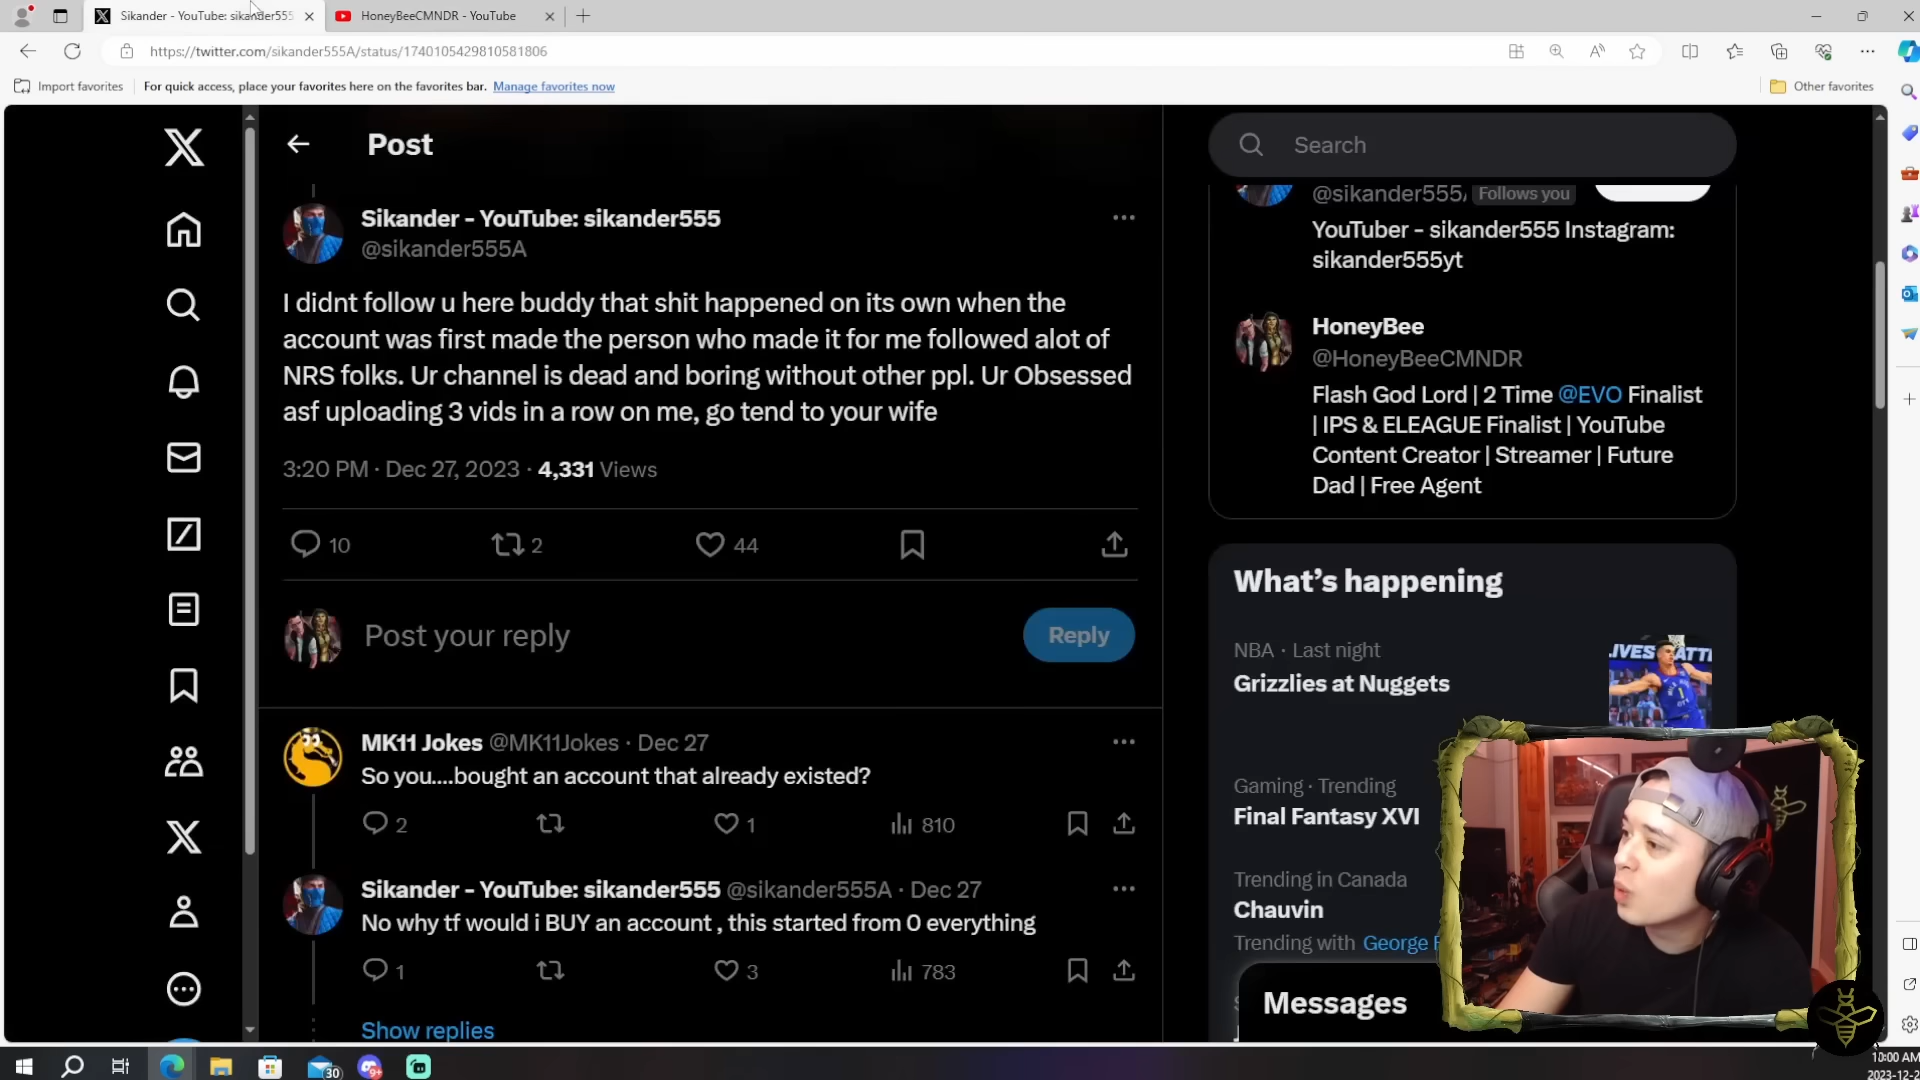 Sikander - YouTube: sikander555
HoneyBeeCMNDR - YouTube
https://twitter.com/sikander555A/status/1740105429810581806
Import favorites
For quick access, place your favorites here on the favorites bar. Manage favorites now
Other favorites
Post
Search
Sikander - YouTube: sikander555
@sikander555A
I didnt follow u here buddy that shit happened on its own when the
account was first made the person who made it for me followed alot of
NRS folks. Ur channel is dead and boring without other ppl. Ur Obsessed
asf uploading 3 vids in a row on me, go tend to your wife
3:20 PM · Dec 27, 2023 · 4,331 Views
10
2
44
Post your reply
Reply
MK11 Jokes @MK11Jokes · Dec 27
So you....bought an account that already existed?
2
1
810
Sikander - YouTube: sikander555 @sikander555A · Dec 27
No why tf would i BUY an account , this started from 0 everything
1
3
783
Show replies
@sikander555A Follows you
YouTuber - sikander555 Instagram:
sikander555yt
HoneyBee
@HoneyBeeCMNDR
Flash God Lord | 2 Time @EVO Finalist
| IPS & ELEAGUE Finalist | YouTube
Content Creator | Streamer | Future
Dad | Free Agent
What's happening
NBA · Last night
Grizzlies at Nuggets
Gaming · Trending
Final Fantasy XVI
Trending in Canada
Chauvin
Trending with George
Messages
30
9+
10:00 AM
2023-12-2